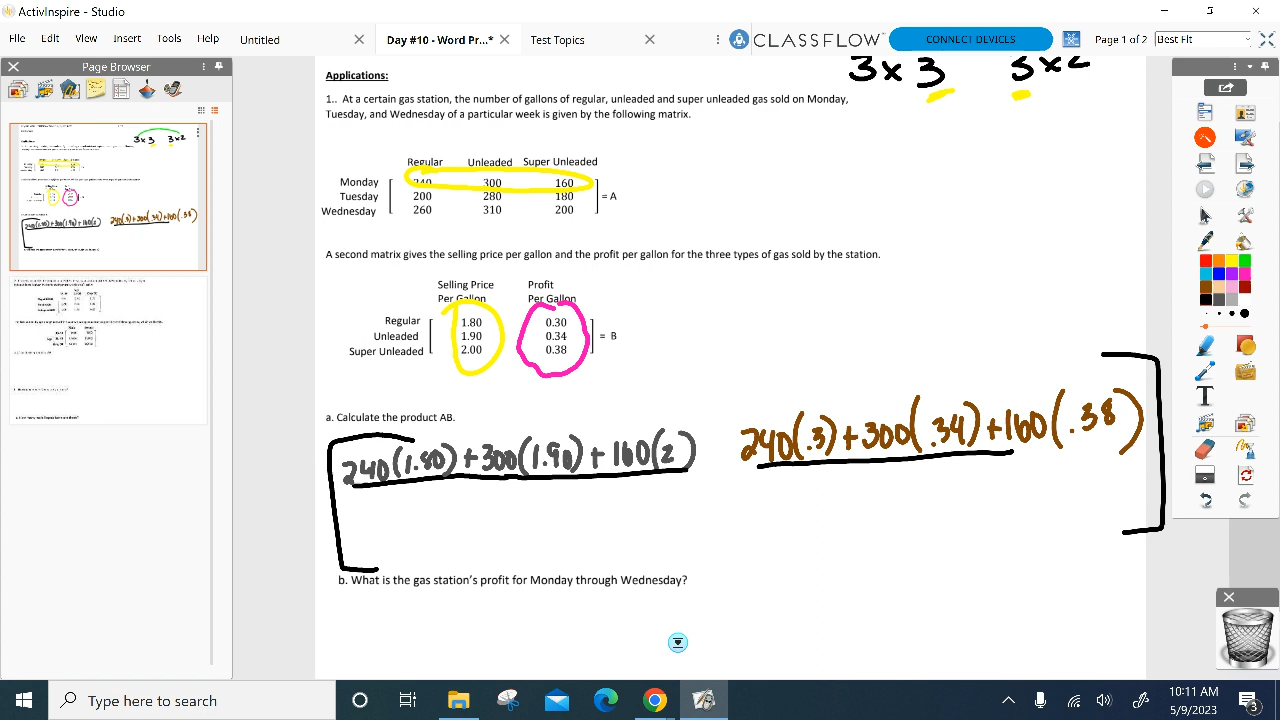 ActivInspire - Studio
File Edit View Insert Tools Help Untitled Day #10 - Word Pr...* Test Topics CLASSFLOW CONNECT DEVICES Page 1 of 2 Best Fit
Page Browser
3x3 3x2
Applications:
1.. At a certain gas station, the number of gallons of regular, unleaded and super unleaded gas sold on Monday,
Tuesday, and Wednesday of a particular week is given by the following matrix.
Regular Unleaded Super Unleaded
Monday 240 300 160
Tuesday 200 280 180 = A
Wednesday 260 310 200
A second matrix gives the selling price per gallon and the profit per gallon for the three types of gas sold by the station.
Selling Price Profit
Per Gallon Per Gallon
Regular 1.80 0.30
Unleaded 1.90 0.34 = B
Super Unleaded 2.00 0.38
a. Calculate the product AB.
240(1.80)+300(1.90)+160(2) 240(.3)+300(.34)+160(.38)
b. What is the gas station's profit for Monday through Wednesday?
Type here to search
10:11 AM
5/9/2023
3